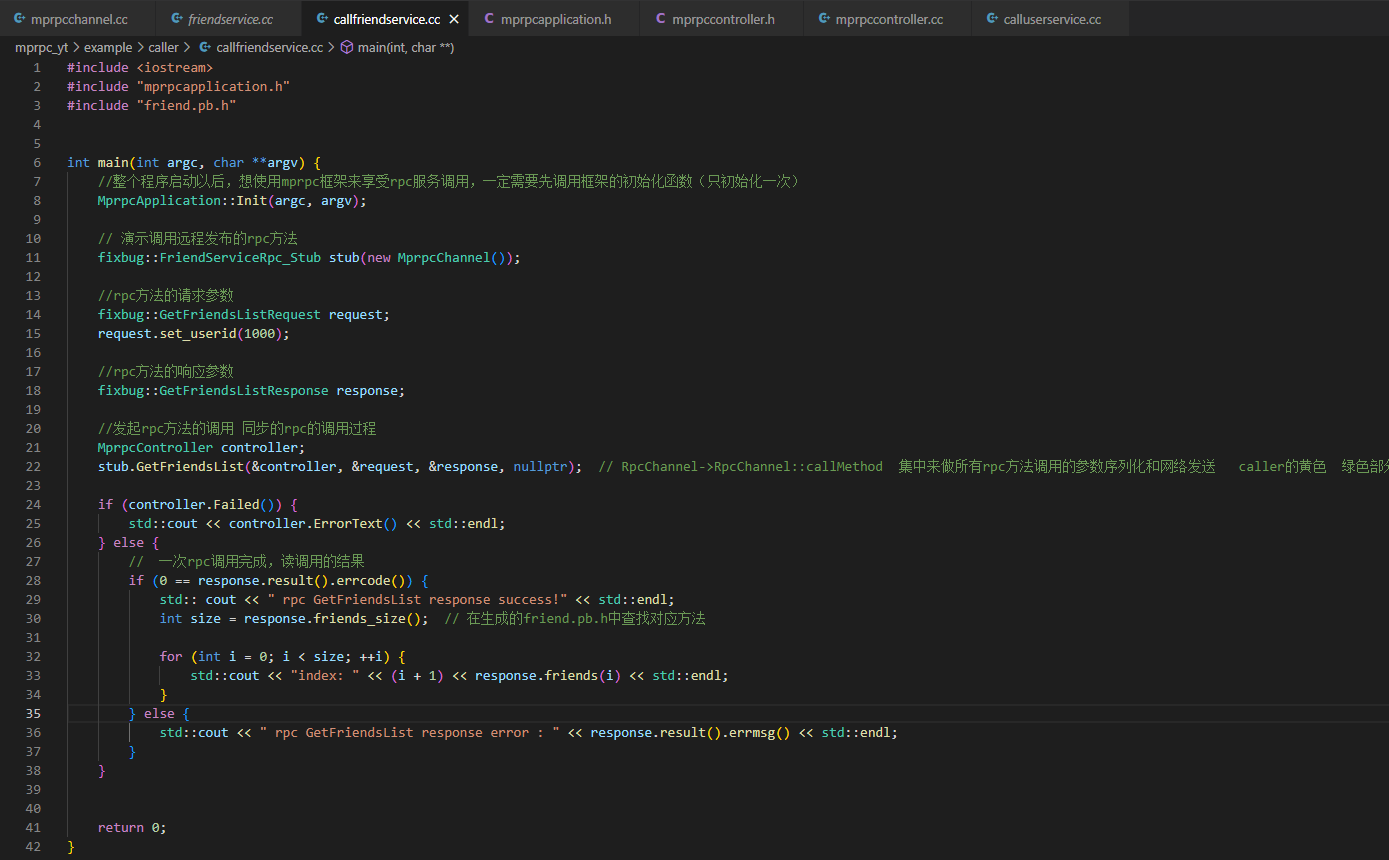 mprpcchannel.cc friendservice.cc callfriendservice.cc mprpcapplication.h mprpccontroller.h mprpccontroller.cc calluserservice.cc
mprpc_yt > example > caller > callfriendservice.cc > main(int, char **)
1 #include <iostream>
2 #include "mprpcapplication.h"
3 #include "friend.pb.h"
4
5
6 int main(int argc, char **argv) {
7 //整个程序启动以后，想使用mprpc框架来享受rpc服务调用，一定需要先调用框架的初始化函数（只初始化一次）
8 MprpcApplication::Init(argc, argv);
9
10 // 演示调用远程发布的rpc方法
11 fixbug::FriendServiceRpc_Stub stub(new MprpcChannel());
12
13 //rpc方法的请求参数
14 fixbug::GetFriendsListRequest request;
15 request.set_userid(1000);
16
17 //rpc方法的响应参数
18 fixbug::GetFriendsListResponse response;
19
20 //发起rpc方法的调用 同步的rpc的调用过程
21 MprpcController controller;
22 stub.GetFriendsList(&controller, &request, &response, nullptr); // RpcChannel->RpcChannel::callMethod 集中来做所有rpc方法调用的参数序列化和网络发送 caller的黄色 绿色部
23
24 if (controller.Failed()) {
25 std::cout << controller.ErrorText() << std::endl;
26 } else {
27 // 一次rpc调用完成，读调用的结果
28 if (0 == response.result().errcode()) {
29 std:: cout << " rpc GetFriendsList response success!" << std::endl;
30 int size = response.friends_size(); // 在生成的friend.pb.h中查找对应方法
31
32 for (int i = 0; i < size; ++i) {
33 std::cout << "index: " << (i + 1) << response.friends(i) << std::endl;
34 }
35 } else {
36 std::cout << " rpc GetFriendsList response error : " << response.result().errmsg() << std::endl;
37 }
38 }
39
40
41 return 0;
42 }